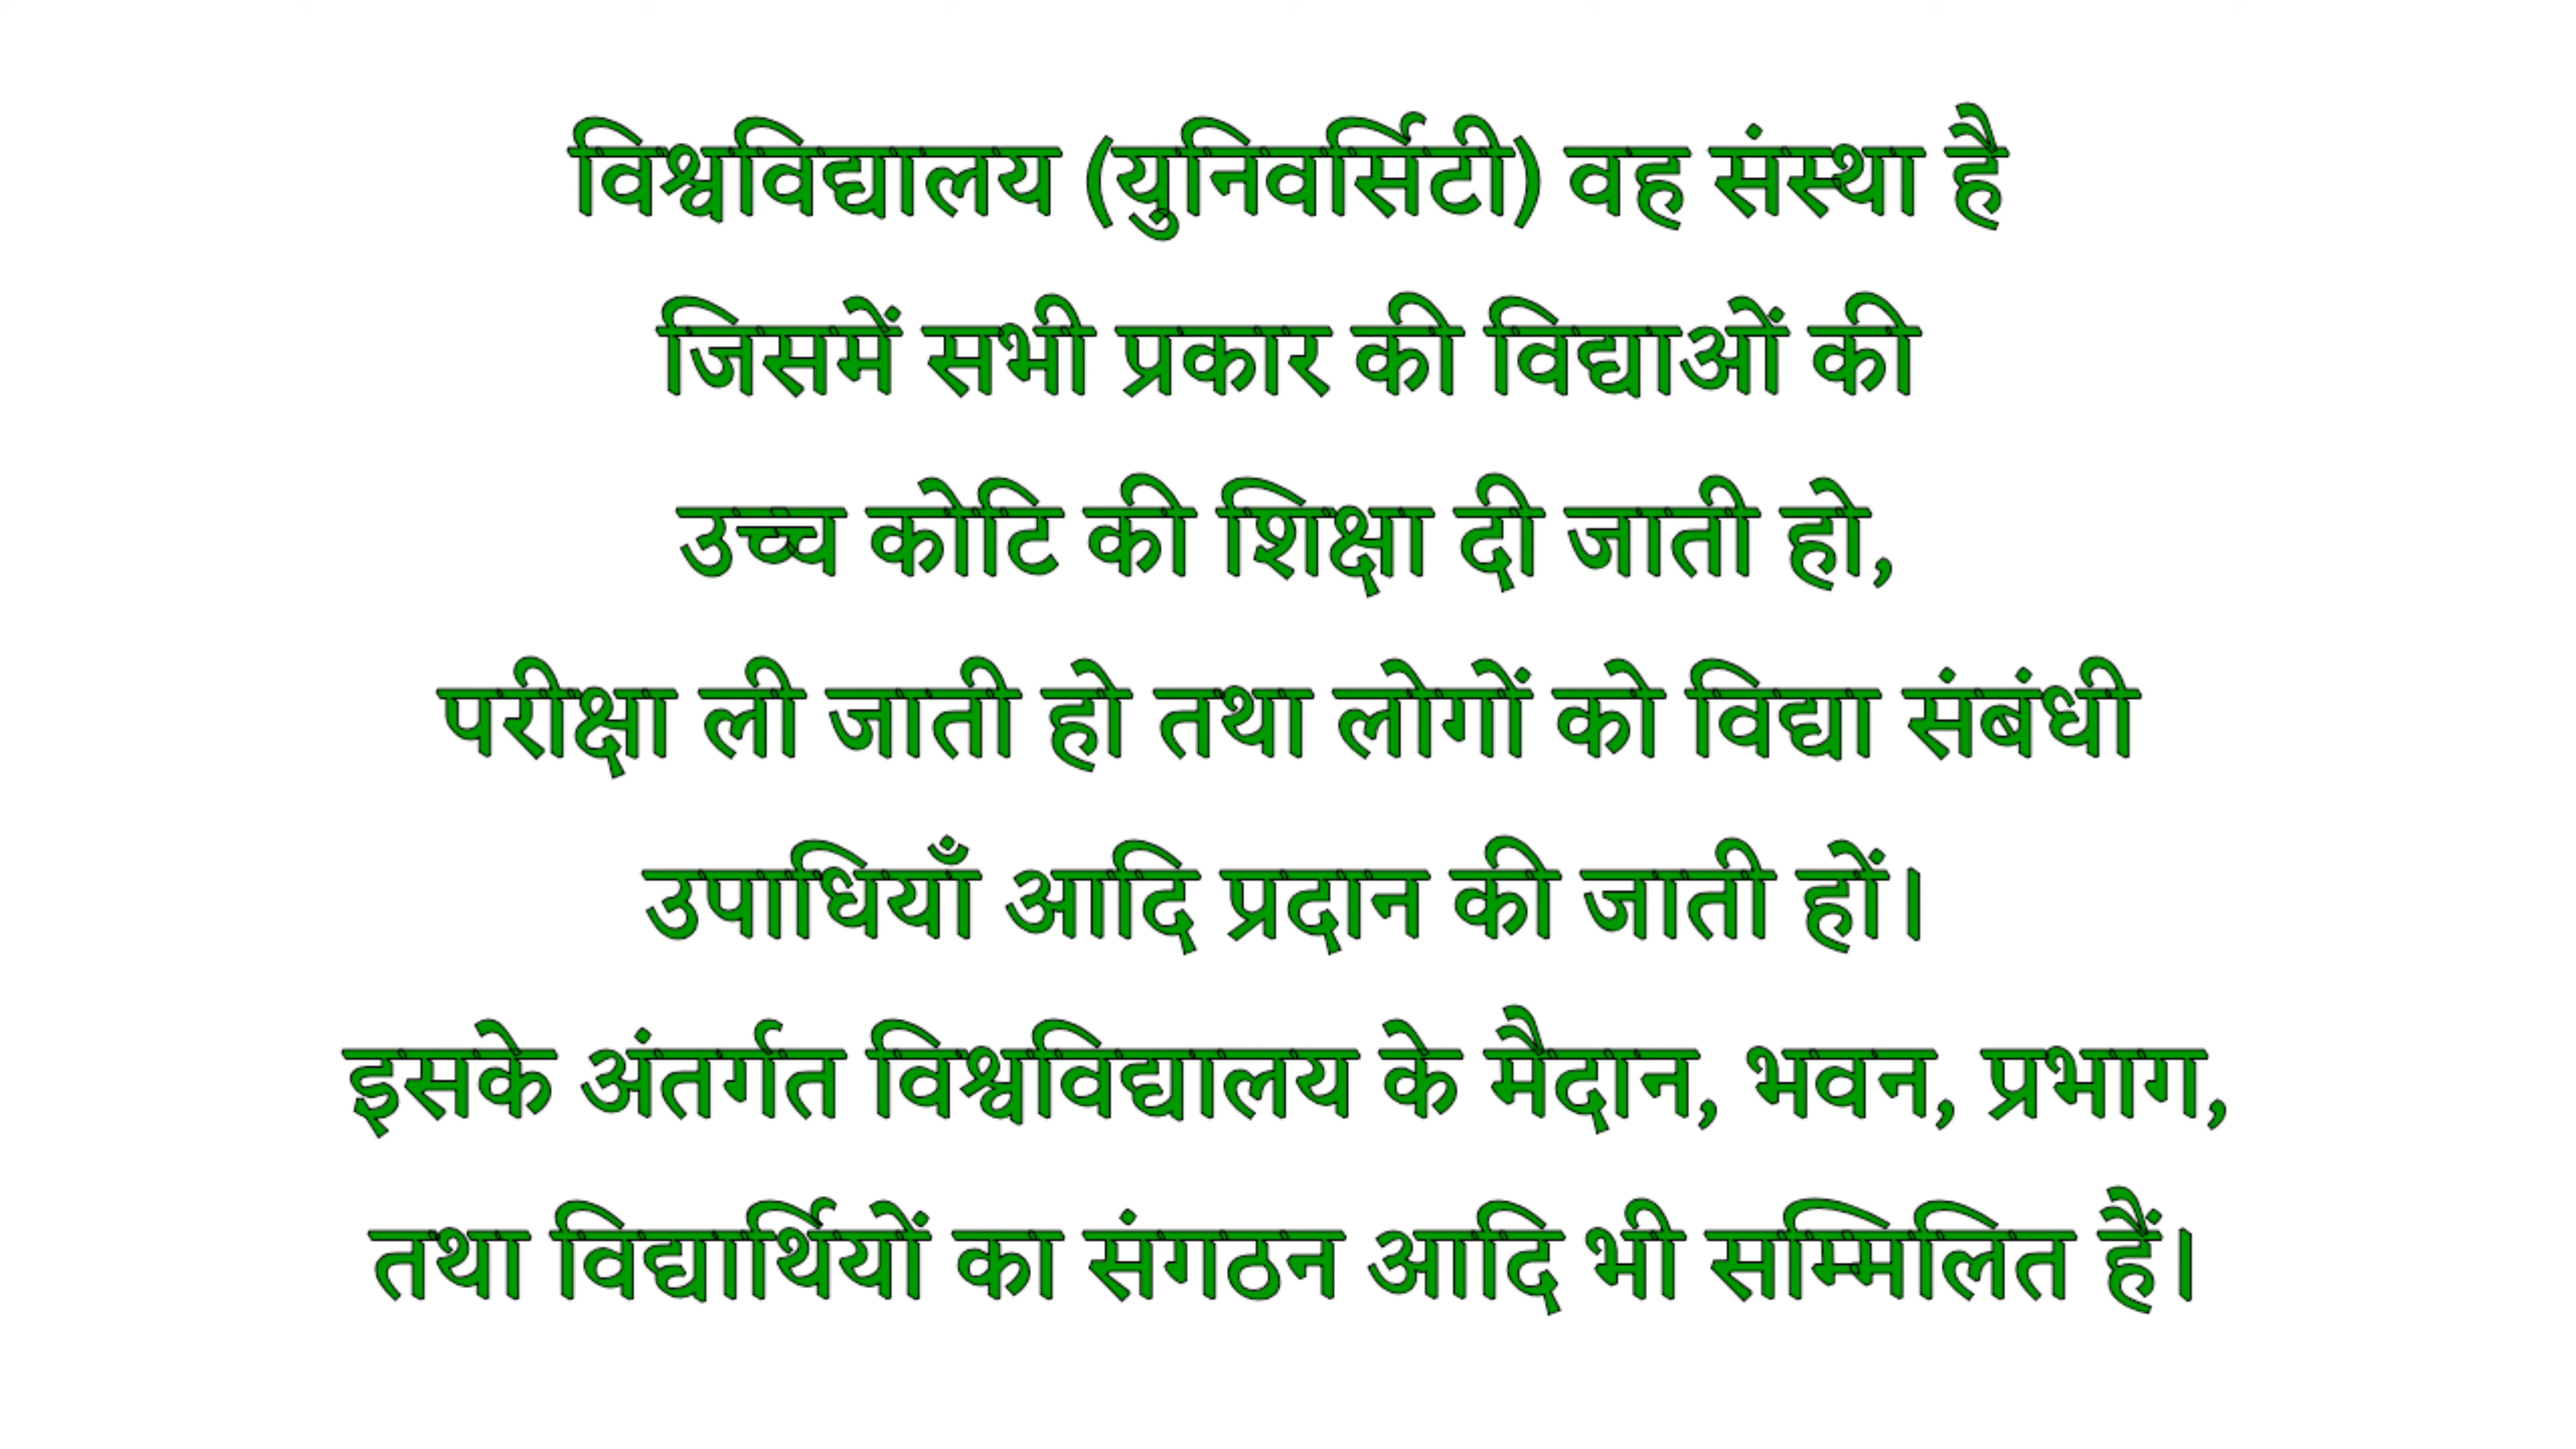 विश्वविद्यालय (युनिवर्सिटी) वह संस्था है
जिसमें सभी प्रकार की विद्याओं की
उच्च कोटि की शिक्षा दी जाती हो,
परीक्षा ली जाती हो तथा लोगों को विद्या संबंधी
उपाधियाँ आदि प्रदान की जाती हों।
इसके अंतर्गत विश्वविद्यालय के मैदान, भवन, प्रभाग,
तथा विद्यार्थियों का संगठन आदि भी सम्मिलित हैं।